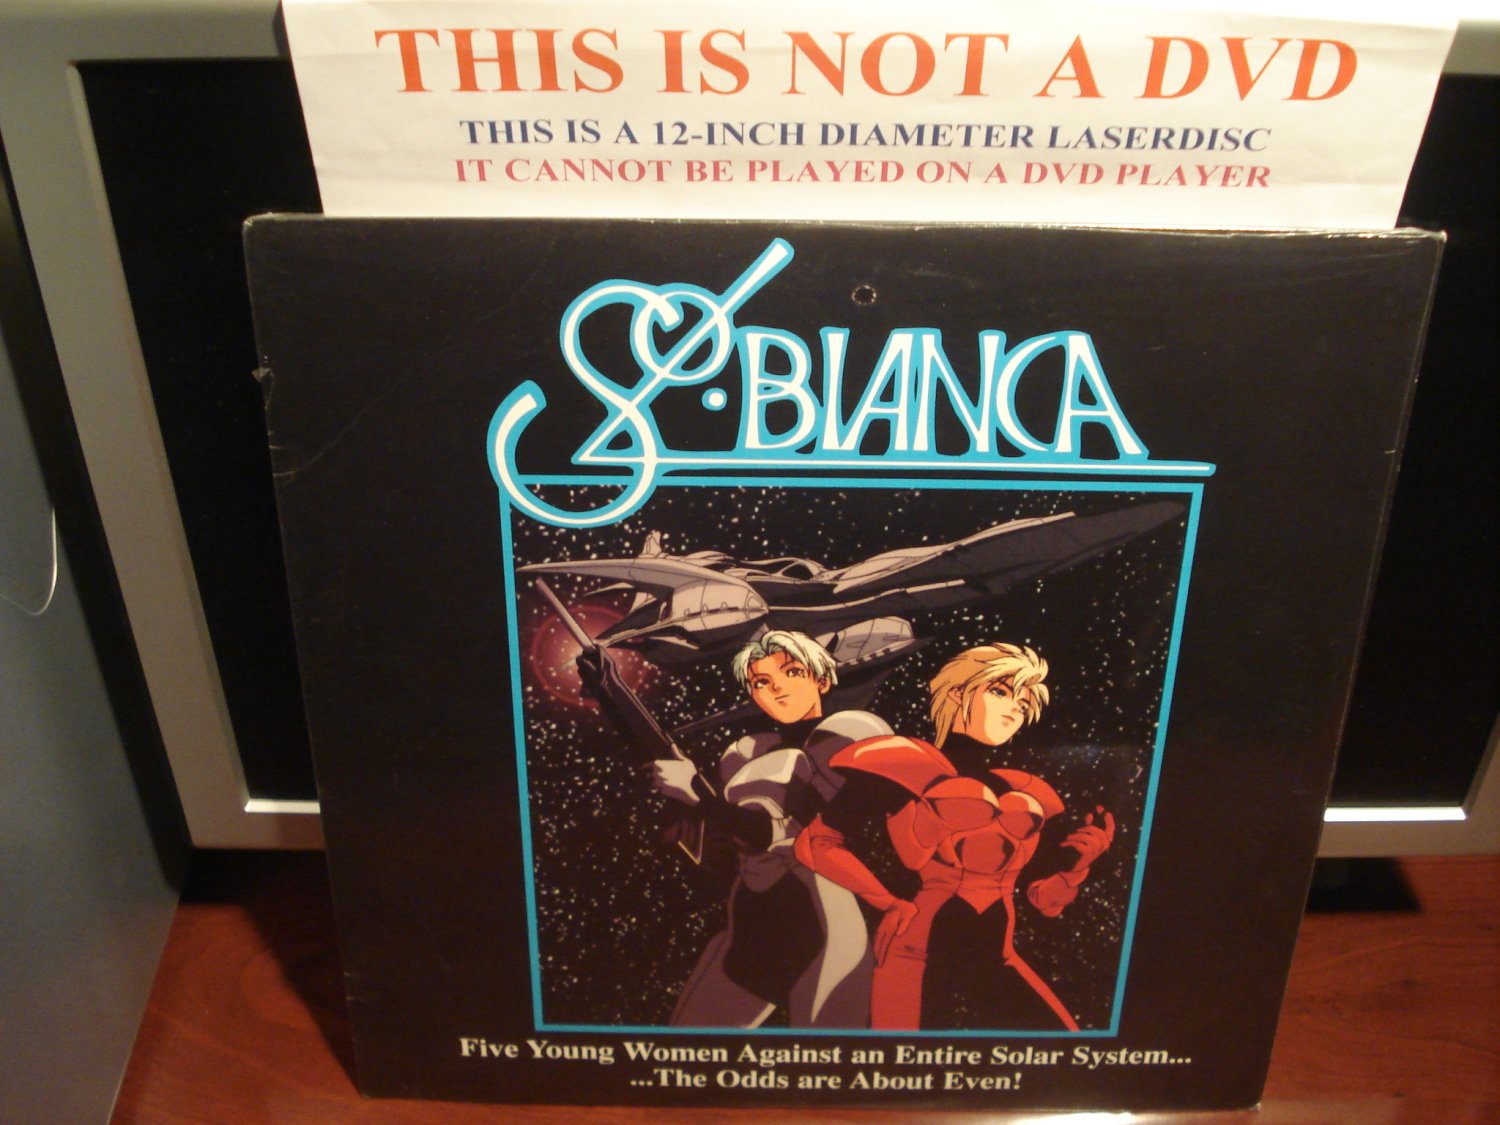 THIS IS NOT A DVD
THIS IS A 12-INCH DIAMETER LASERDISC
IT CANNOT BE PLAYED ON A DVD PLAYER
SOL BIANCA
Five Young Women Against an Entire Solar System...
...The Odds are About Even!